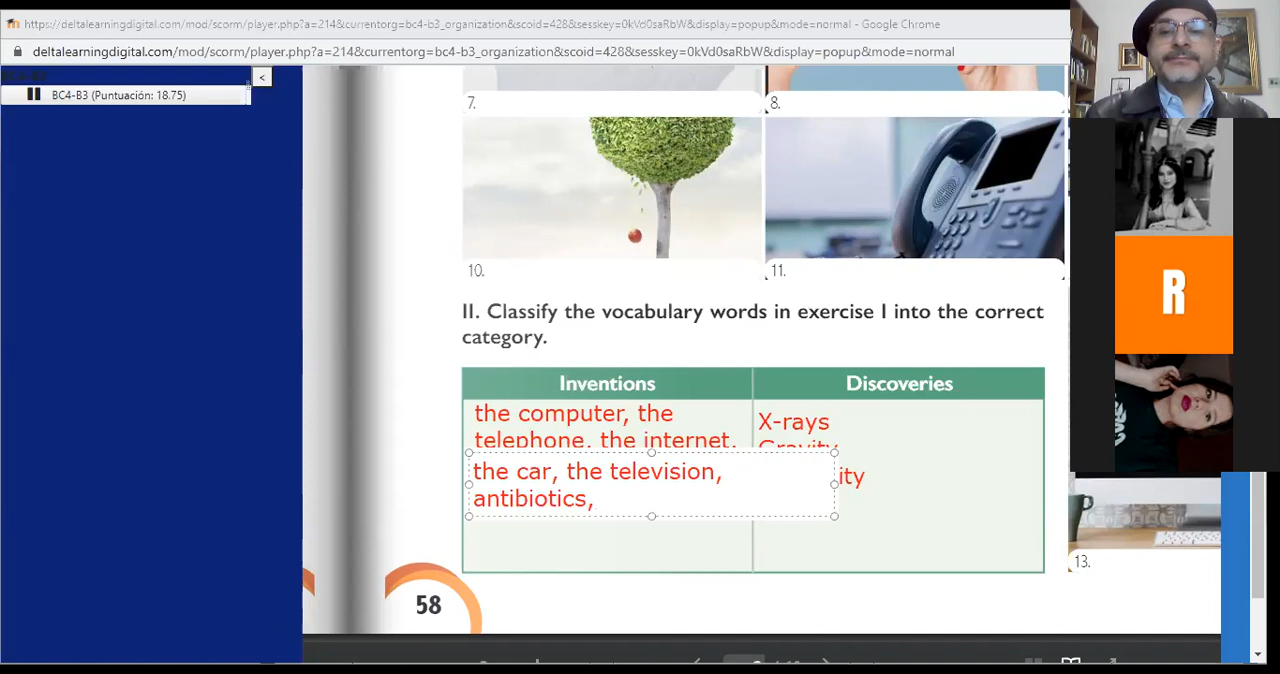 https://deltalearningdigital.com/mod/scorm/player.php?a=214&currentorg=bc4-b3_organization&scoid=428&sesskey=0kVd0saRbW&display=popup&mode=normal - Google Chrome
deltalearningdigital.com/mod/scorm/player.php?a=214&currentorg=bc4-b3_organization&scoid=428&sesskey=0kVd0saRbW&display=popup&mode=normal
BC4-B3
<
BC4-B3 (Puntuación: 18.75)
7.
8.
10.
11.
II. Classify the vocabulary words in exercise I into the correct
category.
Inventions
Discoveries
the computer, the
telephone, the internet,
the car, the television,
antibiotics,
X-rays
Gravity
ity
13.
58
R